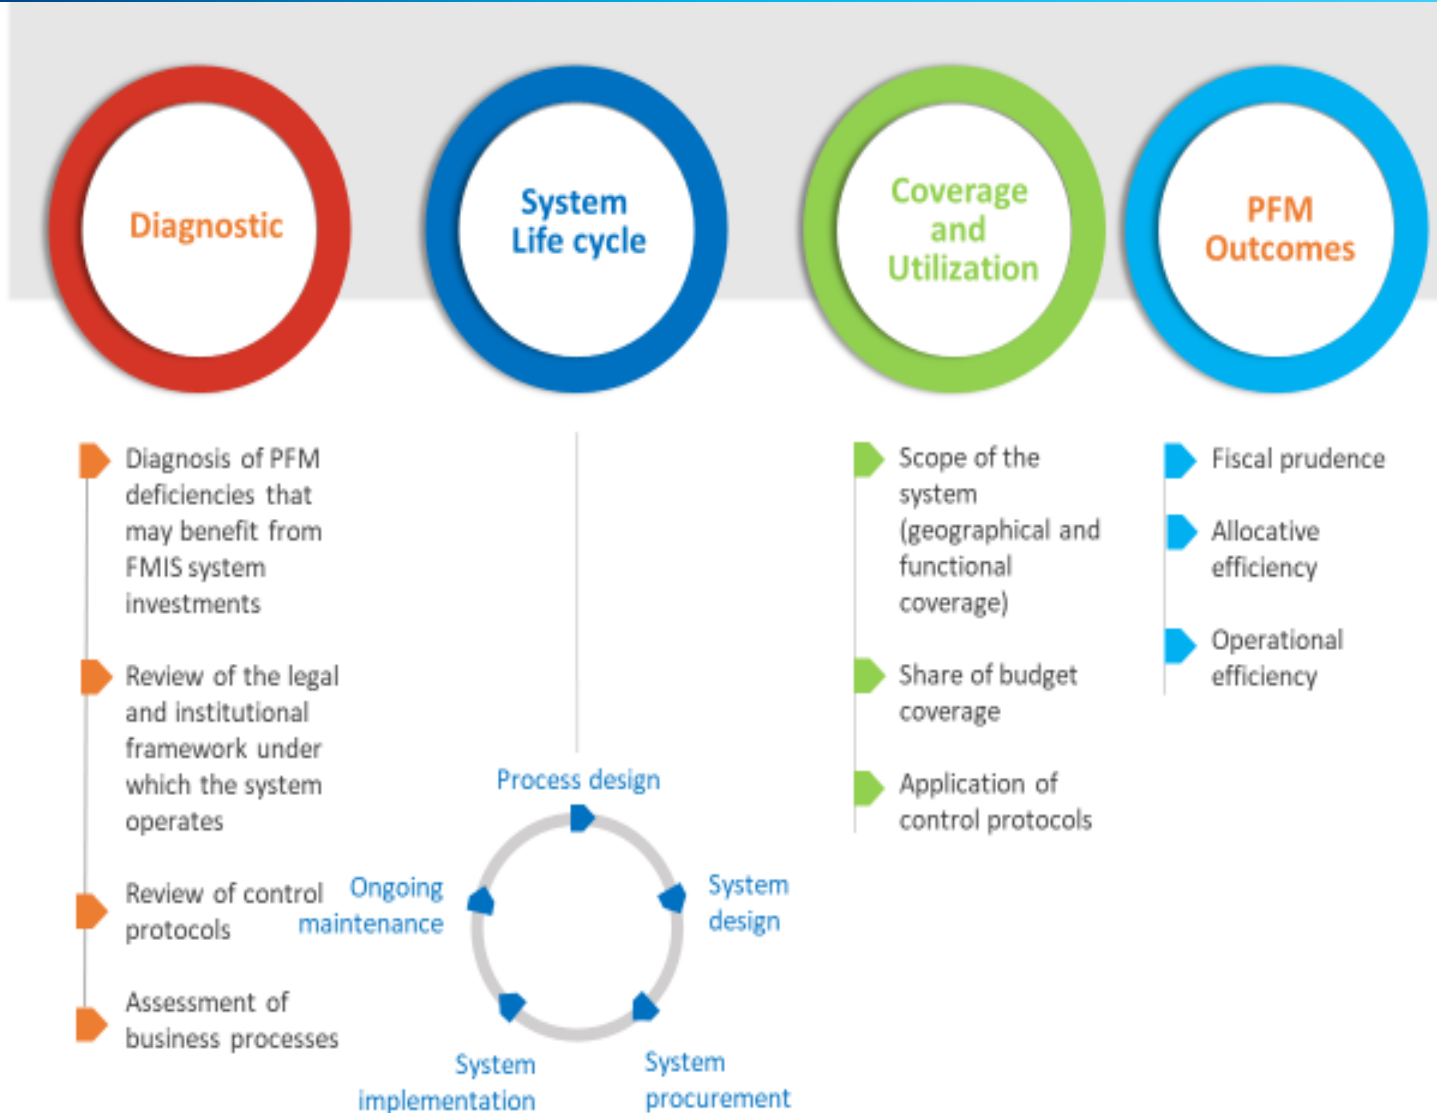 Diagnostic
System
Life cycle
Coverage
and
Utilization
PFM
Outcomes
Diagnosis of PFM
deficiencies that
may benefit from
FMIS system
investments
Review of the legal
and institutional
framework under
which the system
operates
Review of control
protocols
Assessment of
business processes
Process design
System
design
System
procurement
System
implementation
Ongoing
maintenance
Scope of the
system
(geographical and
functional
coverage)
Share of budget
coverage
Application of
control protocols
Fiscal prudence
Allocative
efficiency
Operational
efficiency